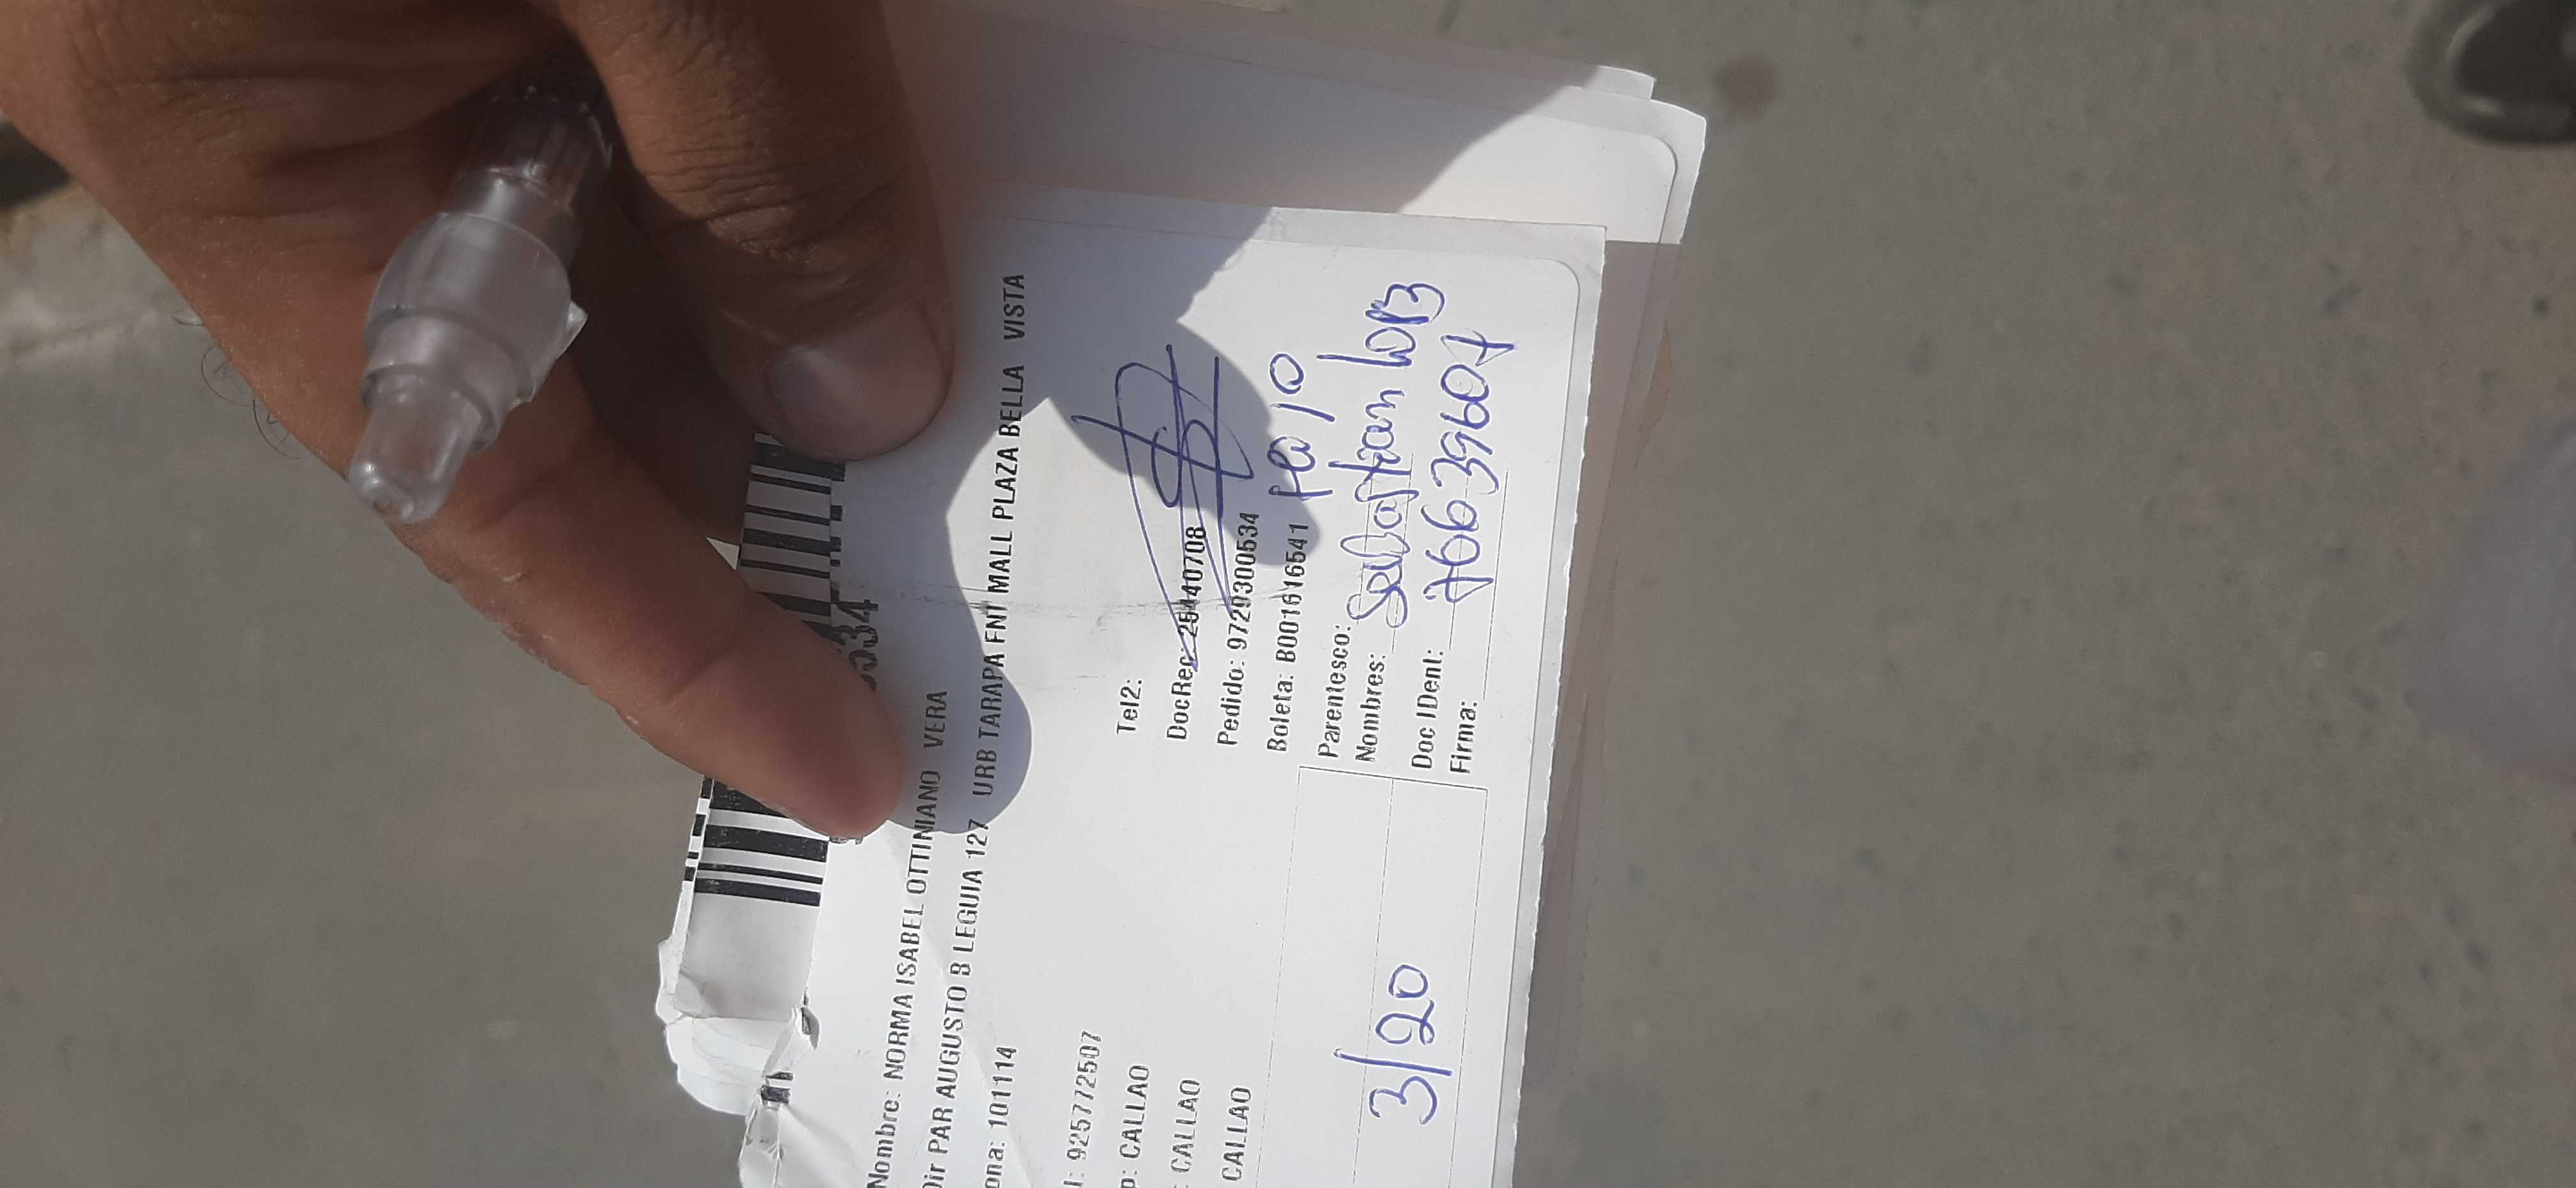 534
Nombre: NORMA ISABEL OTTINIANO VERA
Dir PAR AUGUSTO B LEGUIA 127 URB TARAPA FNT MALL PLAZA BELLA VISTA
ona: 101114
l: 925772507 Tel2:
p: CALLAO DocRec: 25440708
: CALLAO Pedido: 9729300534
CALLAO Boleta: B001616541
Parentesco: Hijo
Nombres: Sebastian
Doc IDent: 76639607
Firma:
3/20